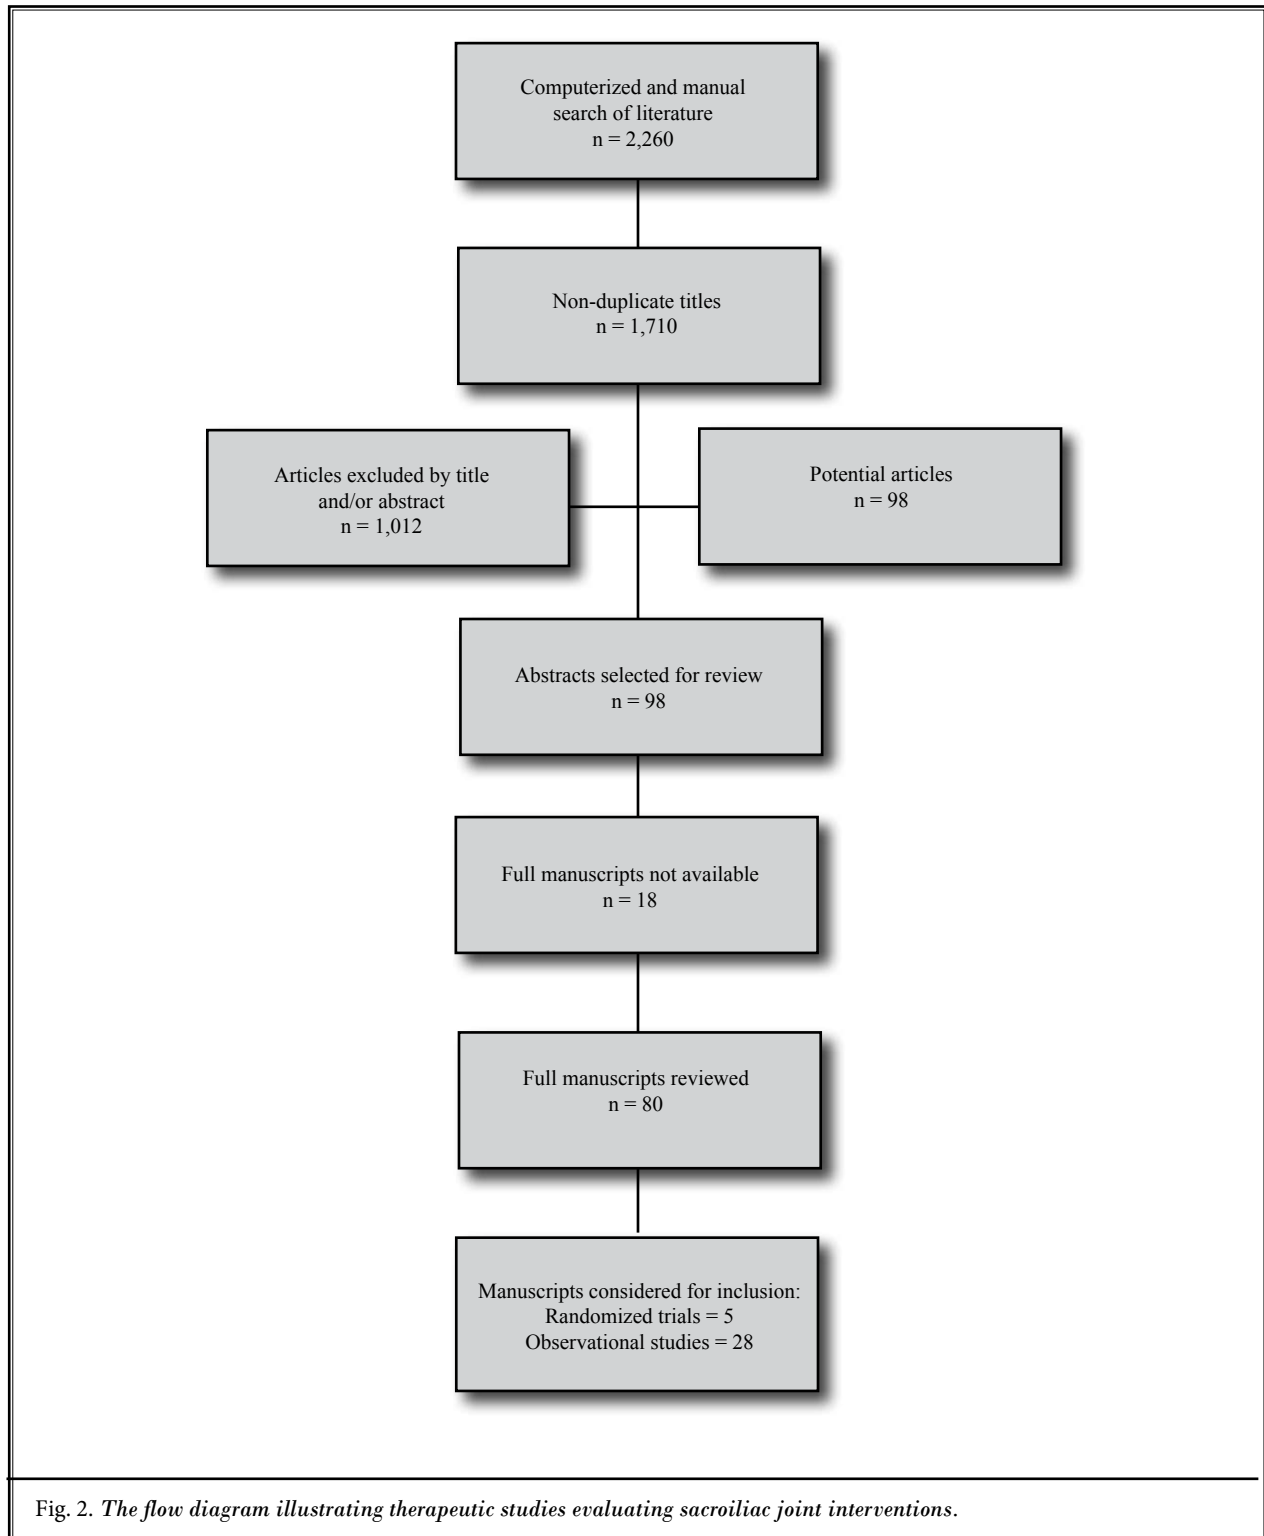 Computerized and manual
search of literature
n = 2,260
Non-duplicate titles
n = 1,710
Articles excluded by title
and/or abstract
n = 1,012
Potential articles
n = 98
Abstracts selected for review
n = 98
Full manuscripts not available
n = 18
Full manuscripts reviewed
n = 80
Manuscripts considered for inclusion:
Randomized trials = 5
Observational studies = 28
Fig. 2. The flow diagram illustrating therapeutic studies evaluating sacroiliac joint interventions.